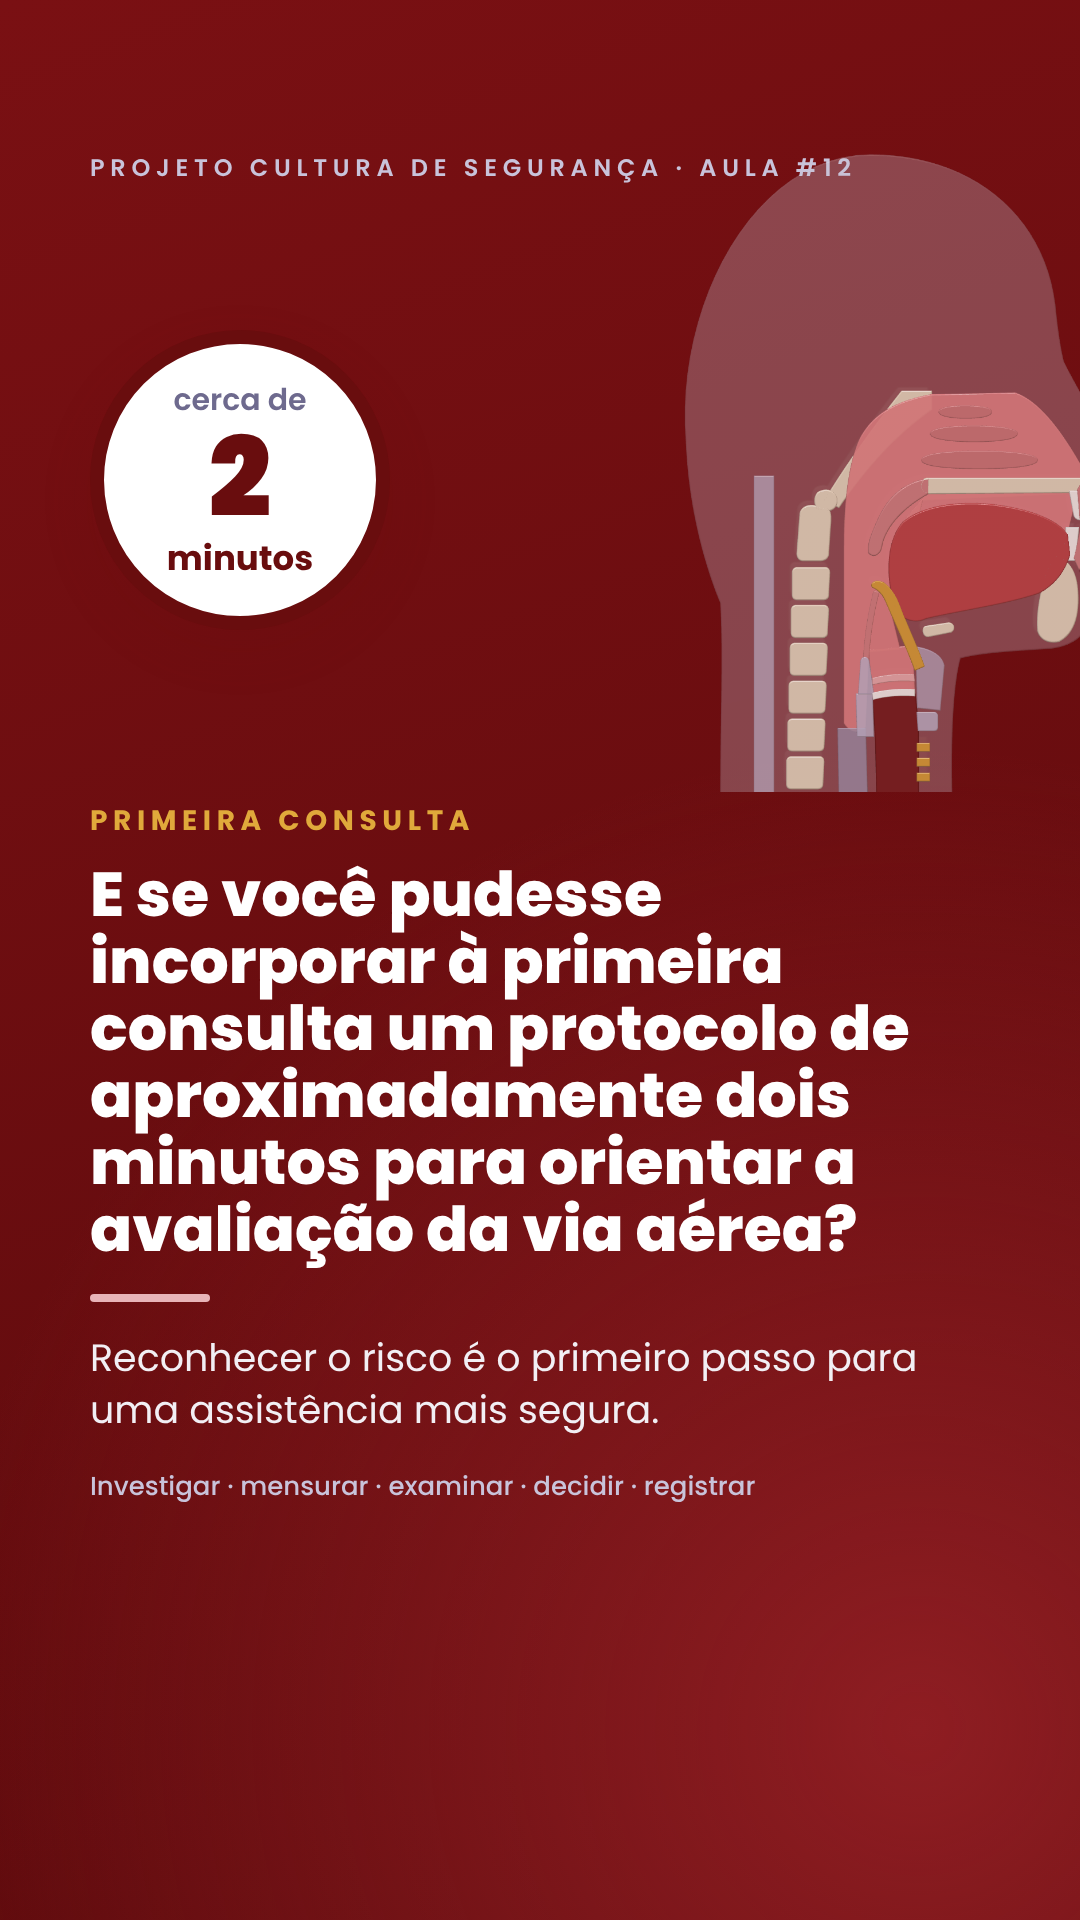 PROJETO CULTURA DE SEGURANÇA · AULA #12
cerca de
2
minutos
PRIMEIRA CONSULTA
E se você pudesse
incorporar à primeira
consulta um protocolo de
aproximadamente dois
minutos para orientar a
avaliação da via aérea?
Reconhecer o risco é o primeiro passo para
uma assistência mais segura.
Investigar · mensurar · examinar · decidir · registrar